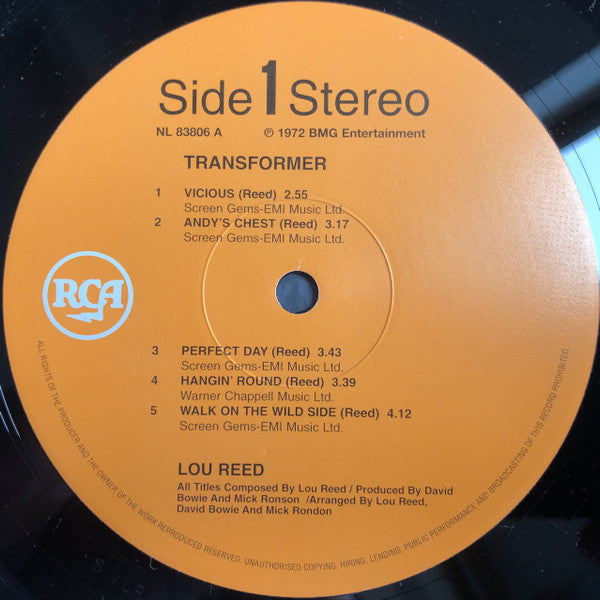 Side 1 Stereo
NL 83806 A ℗ 1972 BMG Entertainment
TRANSFORMER
1 VICIOUS (Reed) 2.55
Screen Gems-EMI Music Ltd.
2 ANDY'S CHEST (Reed) 3.17
Screen Gems-EMI Music Ltd.
RCA
3 PERFECT DAY (Reed) 3.43
Screen Gems-EMI Music Ltd.
4 HANGIN' ROUND (Reed) 3.39
Warner Chappell Music Ltd.
5 WALK ON THE WILD SIDE (Reed) 4.12
Screen Gems-EMI Music Ltd.
LOU REED
All Titles Composed By Lou Reed / Produced By David
Bowie And Mick Ronson /Arranged By Lou Reed,
David Bowie And Mick Rondon
ALL RIGHTS OF THE PRODUCER AND THE OWNER OF THE WORK REPRODUCED RESERVED. UNAUTHORISED COPYING, HIRING, LENDING, PUBLIC PERFORMANCE AND BROADCASTING OF THIS RECORD PROHIBITED.